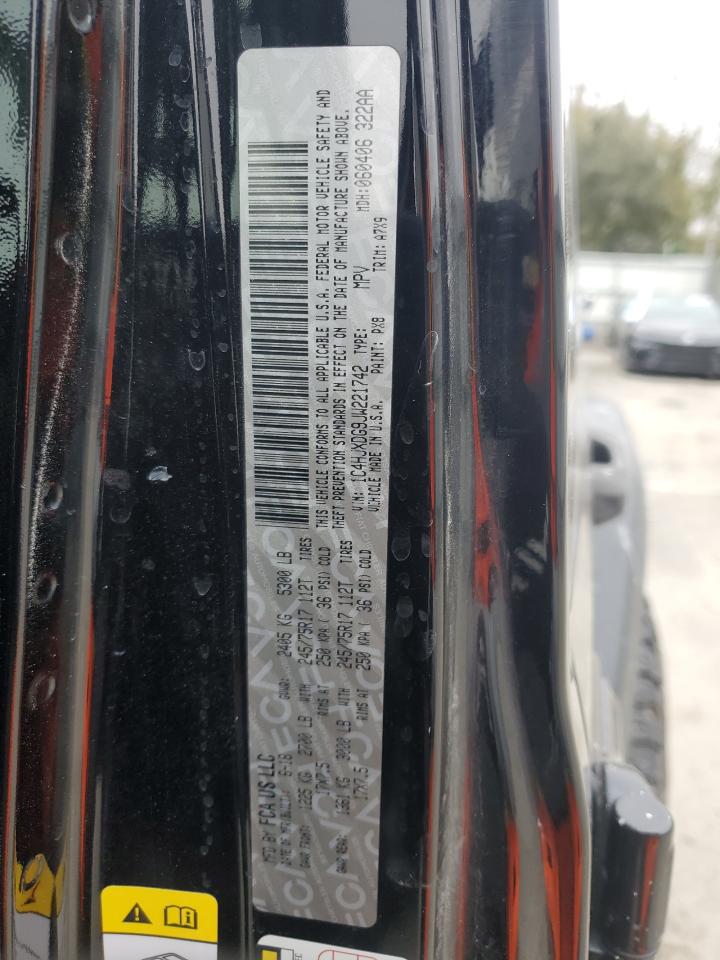 MFD BY FCA US LLC
DATE OF MFR 6-18
GVWR: 2405 KG 5300 LB
GAWR FRONT: 1225 KG 2700 LB WITH 245/75R17 112T TIRES
17X7.5 RIMS AT 250 KPA ( 36 PSI) COLD
GAWR REAR: 1361 KG 3000 LB WITH 245/75R17 112T TIRES
17X7.5 RIMS AT 250 KPA ( 36 PSI) COLD
THIS VEHICLE CONFORMS TO ALL APPLICABLE U.S.A. FEDERAL MOTOR VEHICLE SAFETY AND
THEFT PREVENTION STANDARDS IN EFFECT ON THE DATE OF MANUFACTURE SHOWN ABOVE.
VIN: 1C4HJXDG9JW221742 TYPE: MPV MDH:060406 322AA
VEHICLE MADE IN U.S.A. PAINT: PX8 TRIM: A7X9